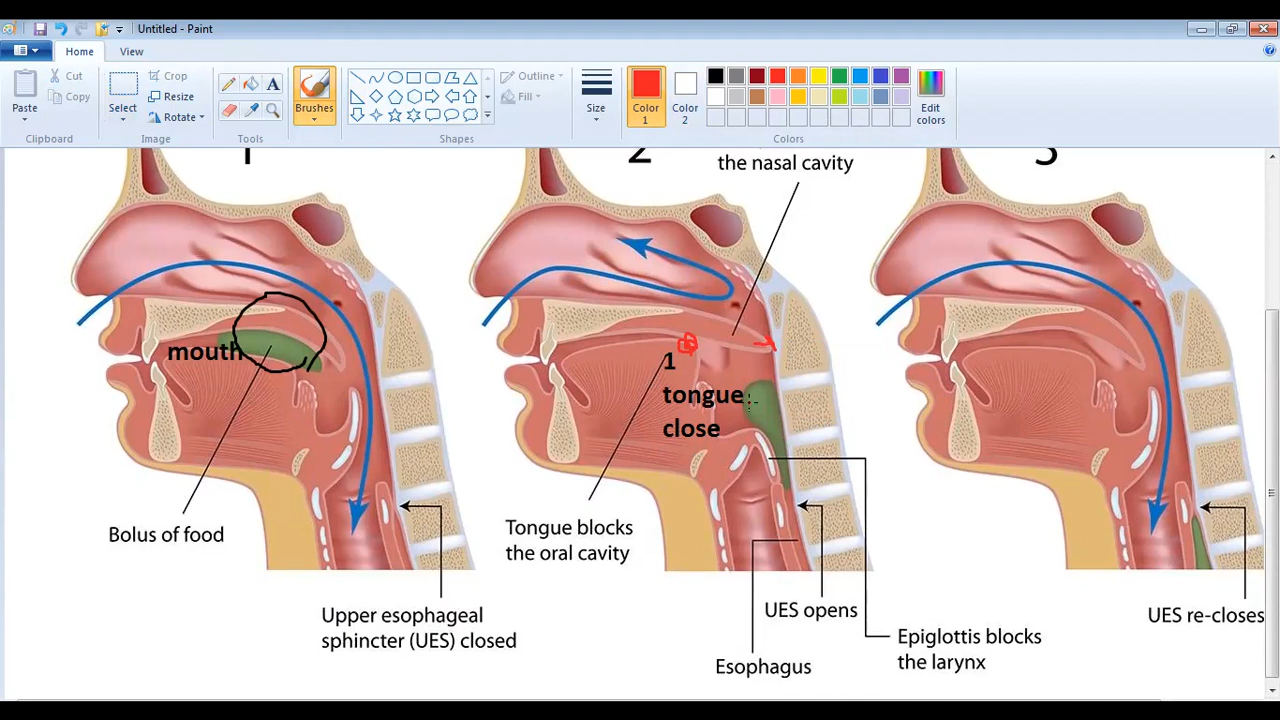 Untitled - Paint
Home View
Paste
Cut
Copy
Clipboard
Select
Crop
Resize
Rotate
Image
A
Tools
Brushes
Outline
Fill
Shapes
Size
Color 1
Color 2
Edit colors
Colors
1
2
3
the nasal cavity
mouth
1
tongue
close
Bolus of food
Tongue blocks
the oral cavity
Upper esophageal
sphincter (UES) closed
UES opens
Esophagus
Epiglottis blocks
the larynx
UES re-closes